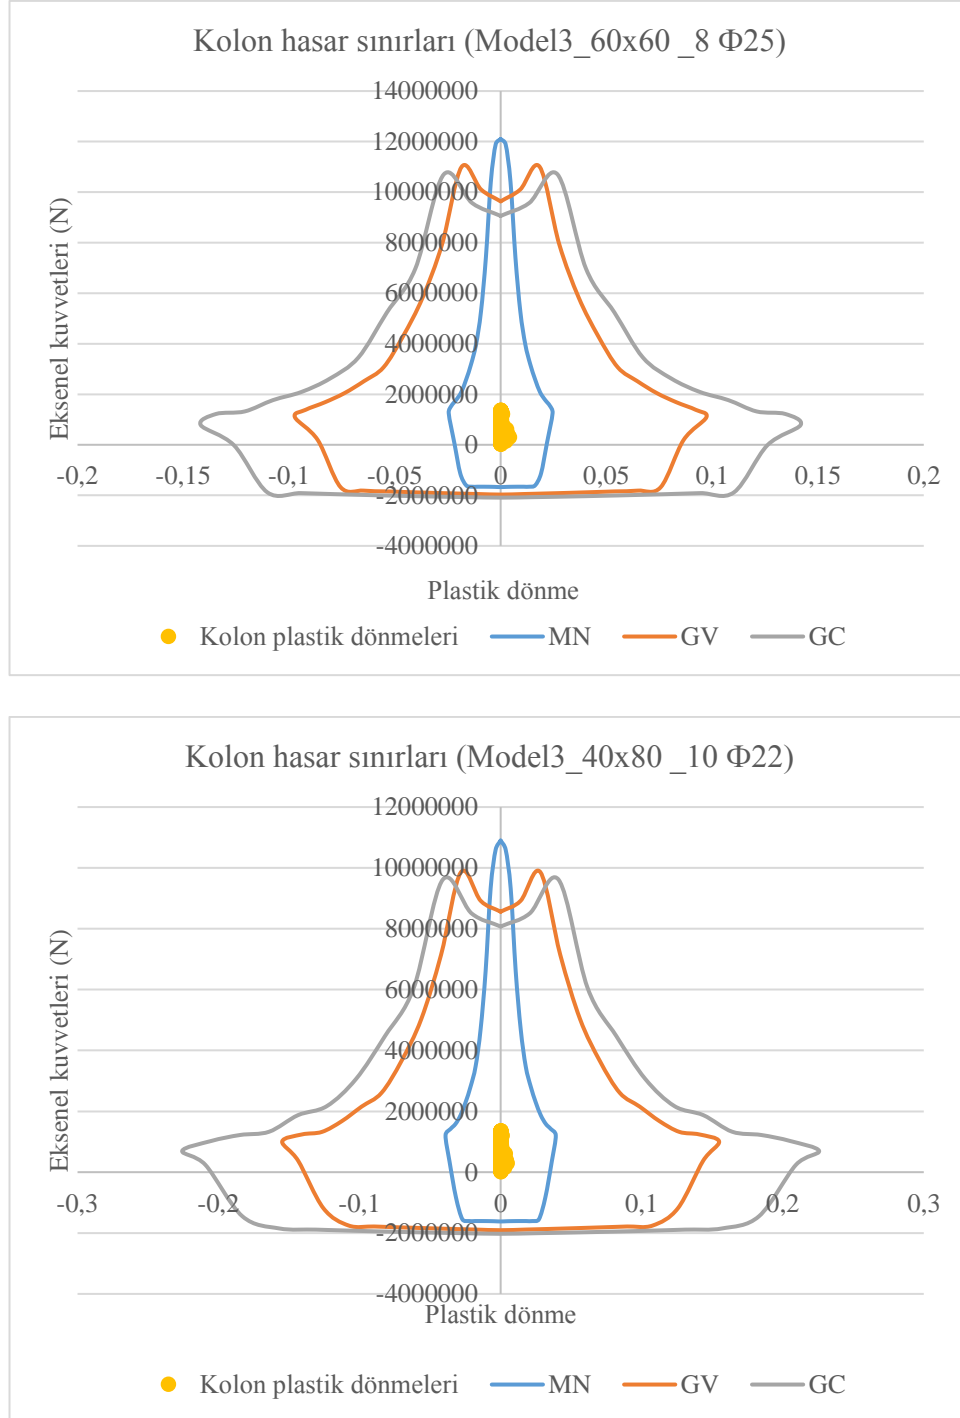 Kolon hasar sınırları (Model3_60x60 _8 Φ25)
14000000
12000000
10000000
8000000
6000000
4000000
2000000
0
-2000000
-4000000
Eksenel kuvvetleri (N)
-0,2 -0,15 -0,1 -0,05 0 0,05 0,1 0,15 0,2
Plastik dönme
Kolon plastik dönmeleri MN GV GC
Kolon hasar sınırları (Model3_40x80 _10 Φ22)
12000000
10000000
8000000
6000000
4000000
2000000
0
-2000000
-4000000
Eksenel kuvvetleri (N)
-0,3 -0,2 -0,1 0 0,1 0,2 0,3
Plastik dönme
Kolon plastik dönmeleri MN GV GC